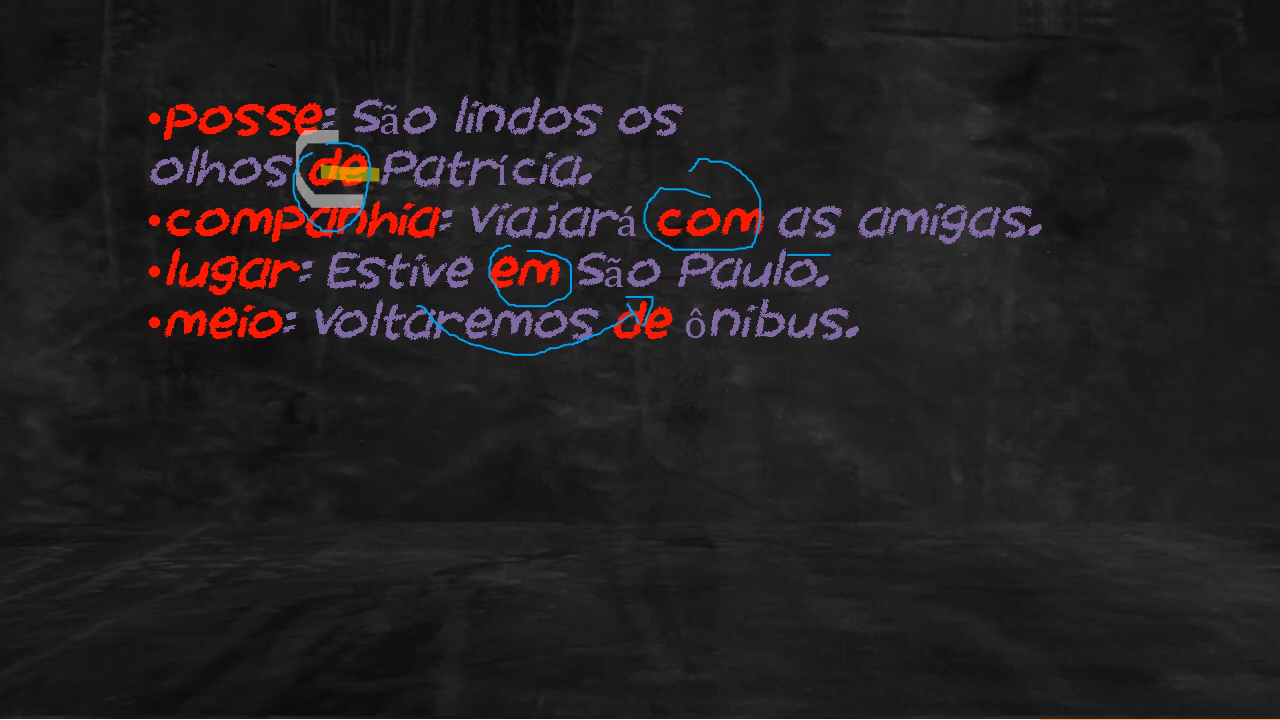 •posse: São lindos os
olhos de Patrícia.
•companhia: viajará com as amigas.
•lugar: Estive em São Paulo.
•meio: voltaremos de ônibus.